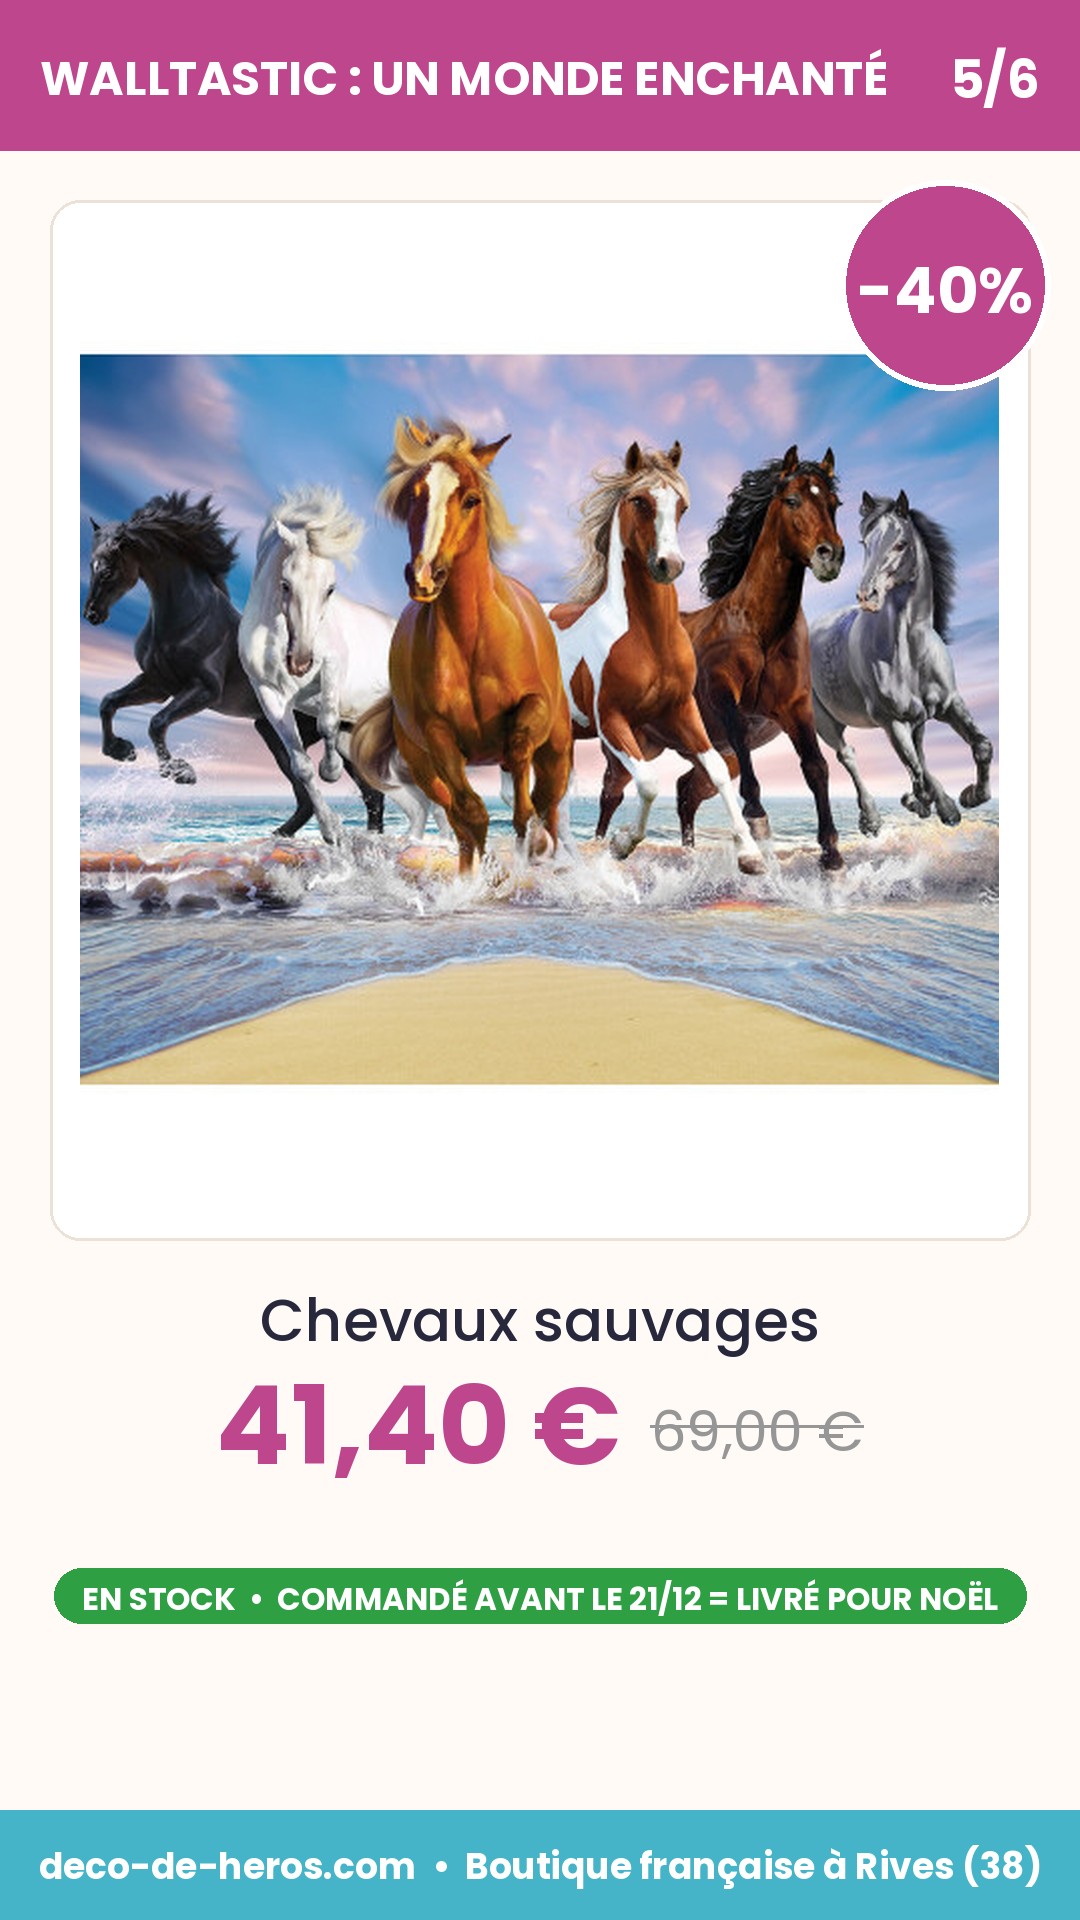 WALLTASTIC : UN MONDE ENCHANTÉ 5/6
-40%
Chevaux sauvages
41,40 € 69,00 €
EN STOCK • COMMANDÉ AVANT LE 21/12 = LIVRÉ POUR NOËL
deco-de-heros.com • Boutique française à Rives (38)